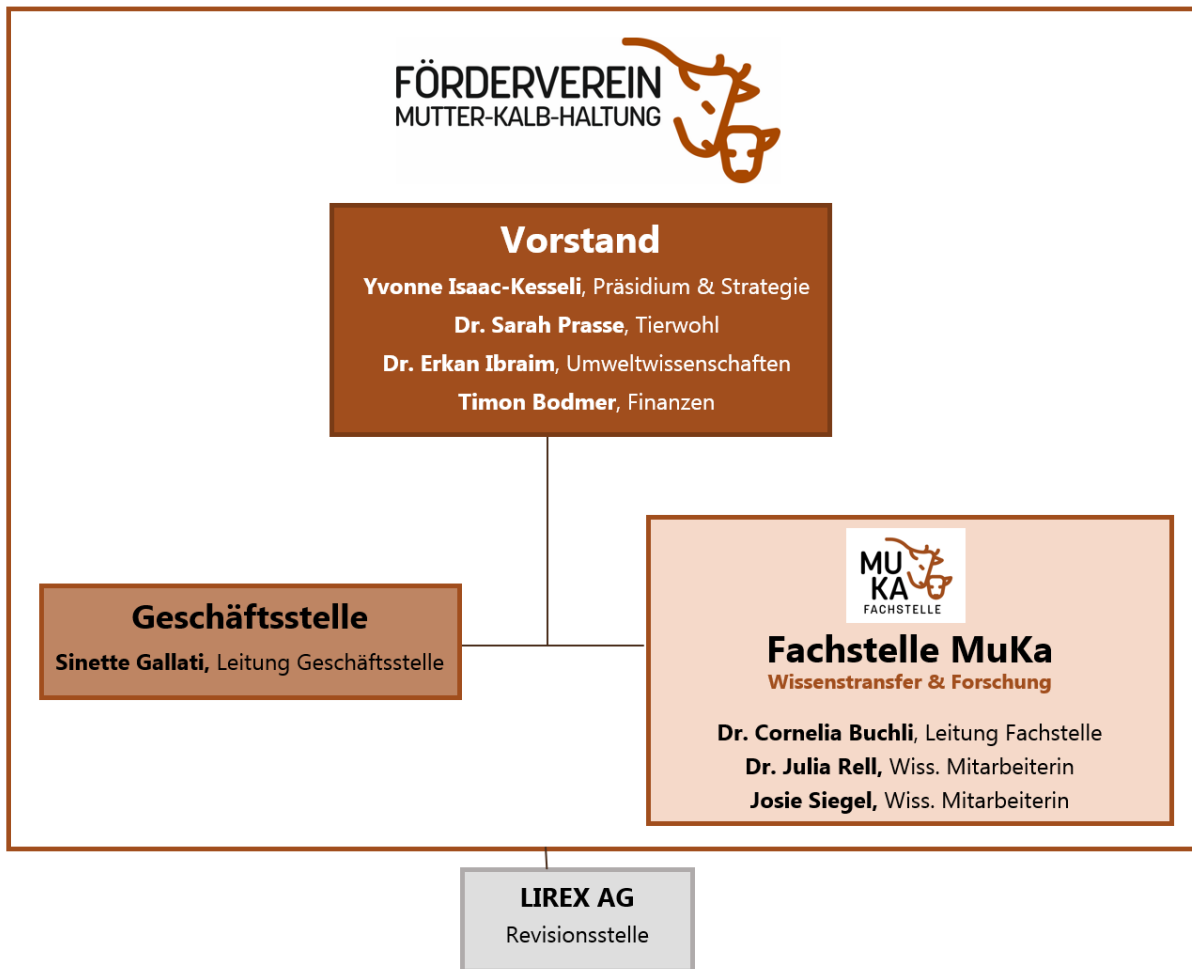 FÖRDERVEREIN
MUTTER-KALB-HALTUNG
Vorstand
Yvonne Isaac-Kesseli, Präsidium & Strategie
Dr. Sarah Prasse, Tierwohl
Dr. Erkan Ibraim, Umweltwissenschaften
Timon Bodmer, Finanzen
Geschäftsstelle
Sinette Gallati, Leitung Geschäftsstelle
MU
KA
FACHSTELLE
Fachstelle MuKa
Wissenstransfer & Forschung
Dr. Cornelia Buchli, Leitung Fachstelle
Dr. Julia Rell, Wiss. Mitarbeiterin
Josie Siegel, Wiss. Mitarbeiterin
LIREX AG
Revisionsstelle